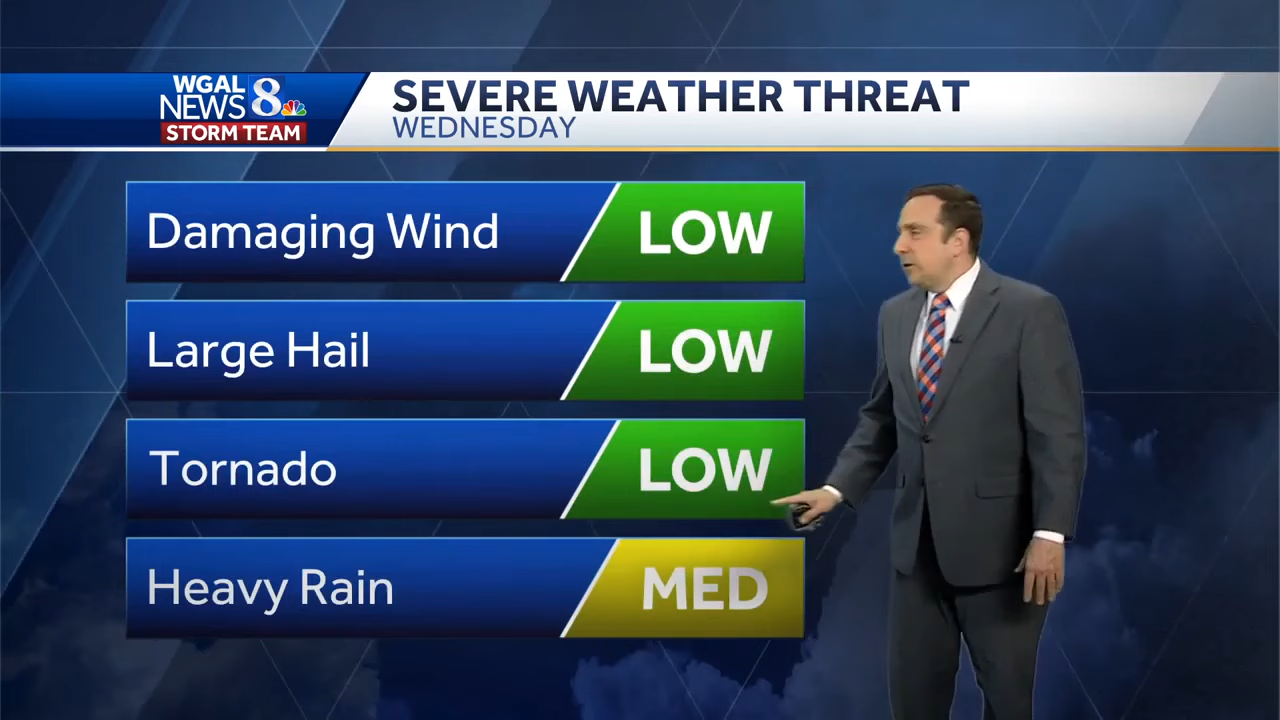 WGAL
NEWS 8
STORM TEAM
SEVERE WEATHER THREAT
WEDNESDAY
Damaging Wind LOW
Large Hail LOW
Tornado LOW
Heavy Rain MED